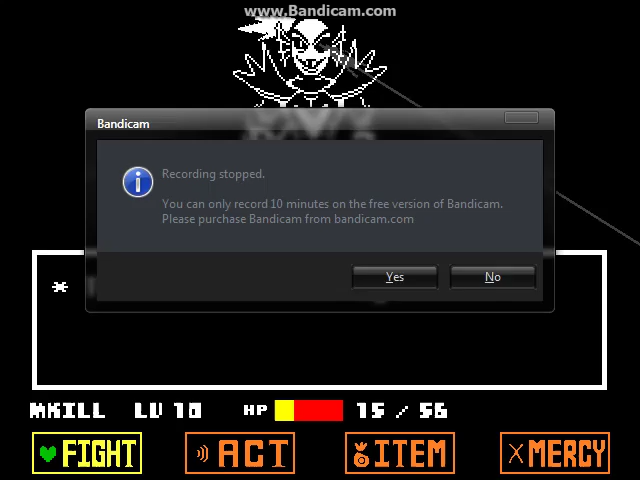 www.Bandicam.com
Bandicam
Recording stopped.
You can only record 10 minutes on the free version of Bandicam.
Please purchase Bandicam from bandicam.com
Yes
No
MKILL LV 10 HP 15 / 56
FIGHT ACT ITEM MERCY